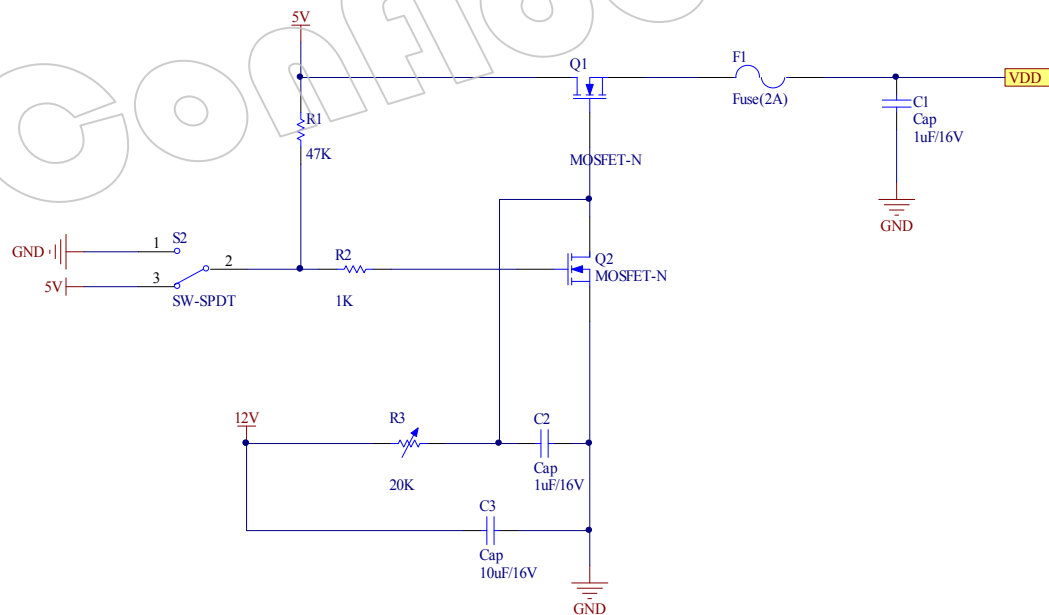 Confid
5V
Q1
F1
VDD
Fuse(2A)
C1
Cap
1uF/16V
R1
47K
MOSFET-N
GND
GND
1
S2
2
R2
Q2
MOSFET-N
5V
3
SW-SPDT
1K
12V
R3
C2
20K
Cap
1uF/16V
C3
Cap
10uF/16V
GND